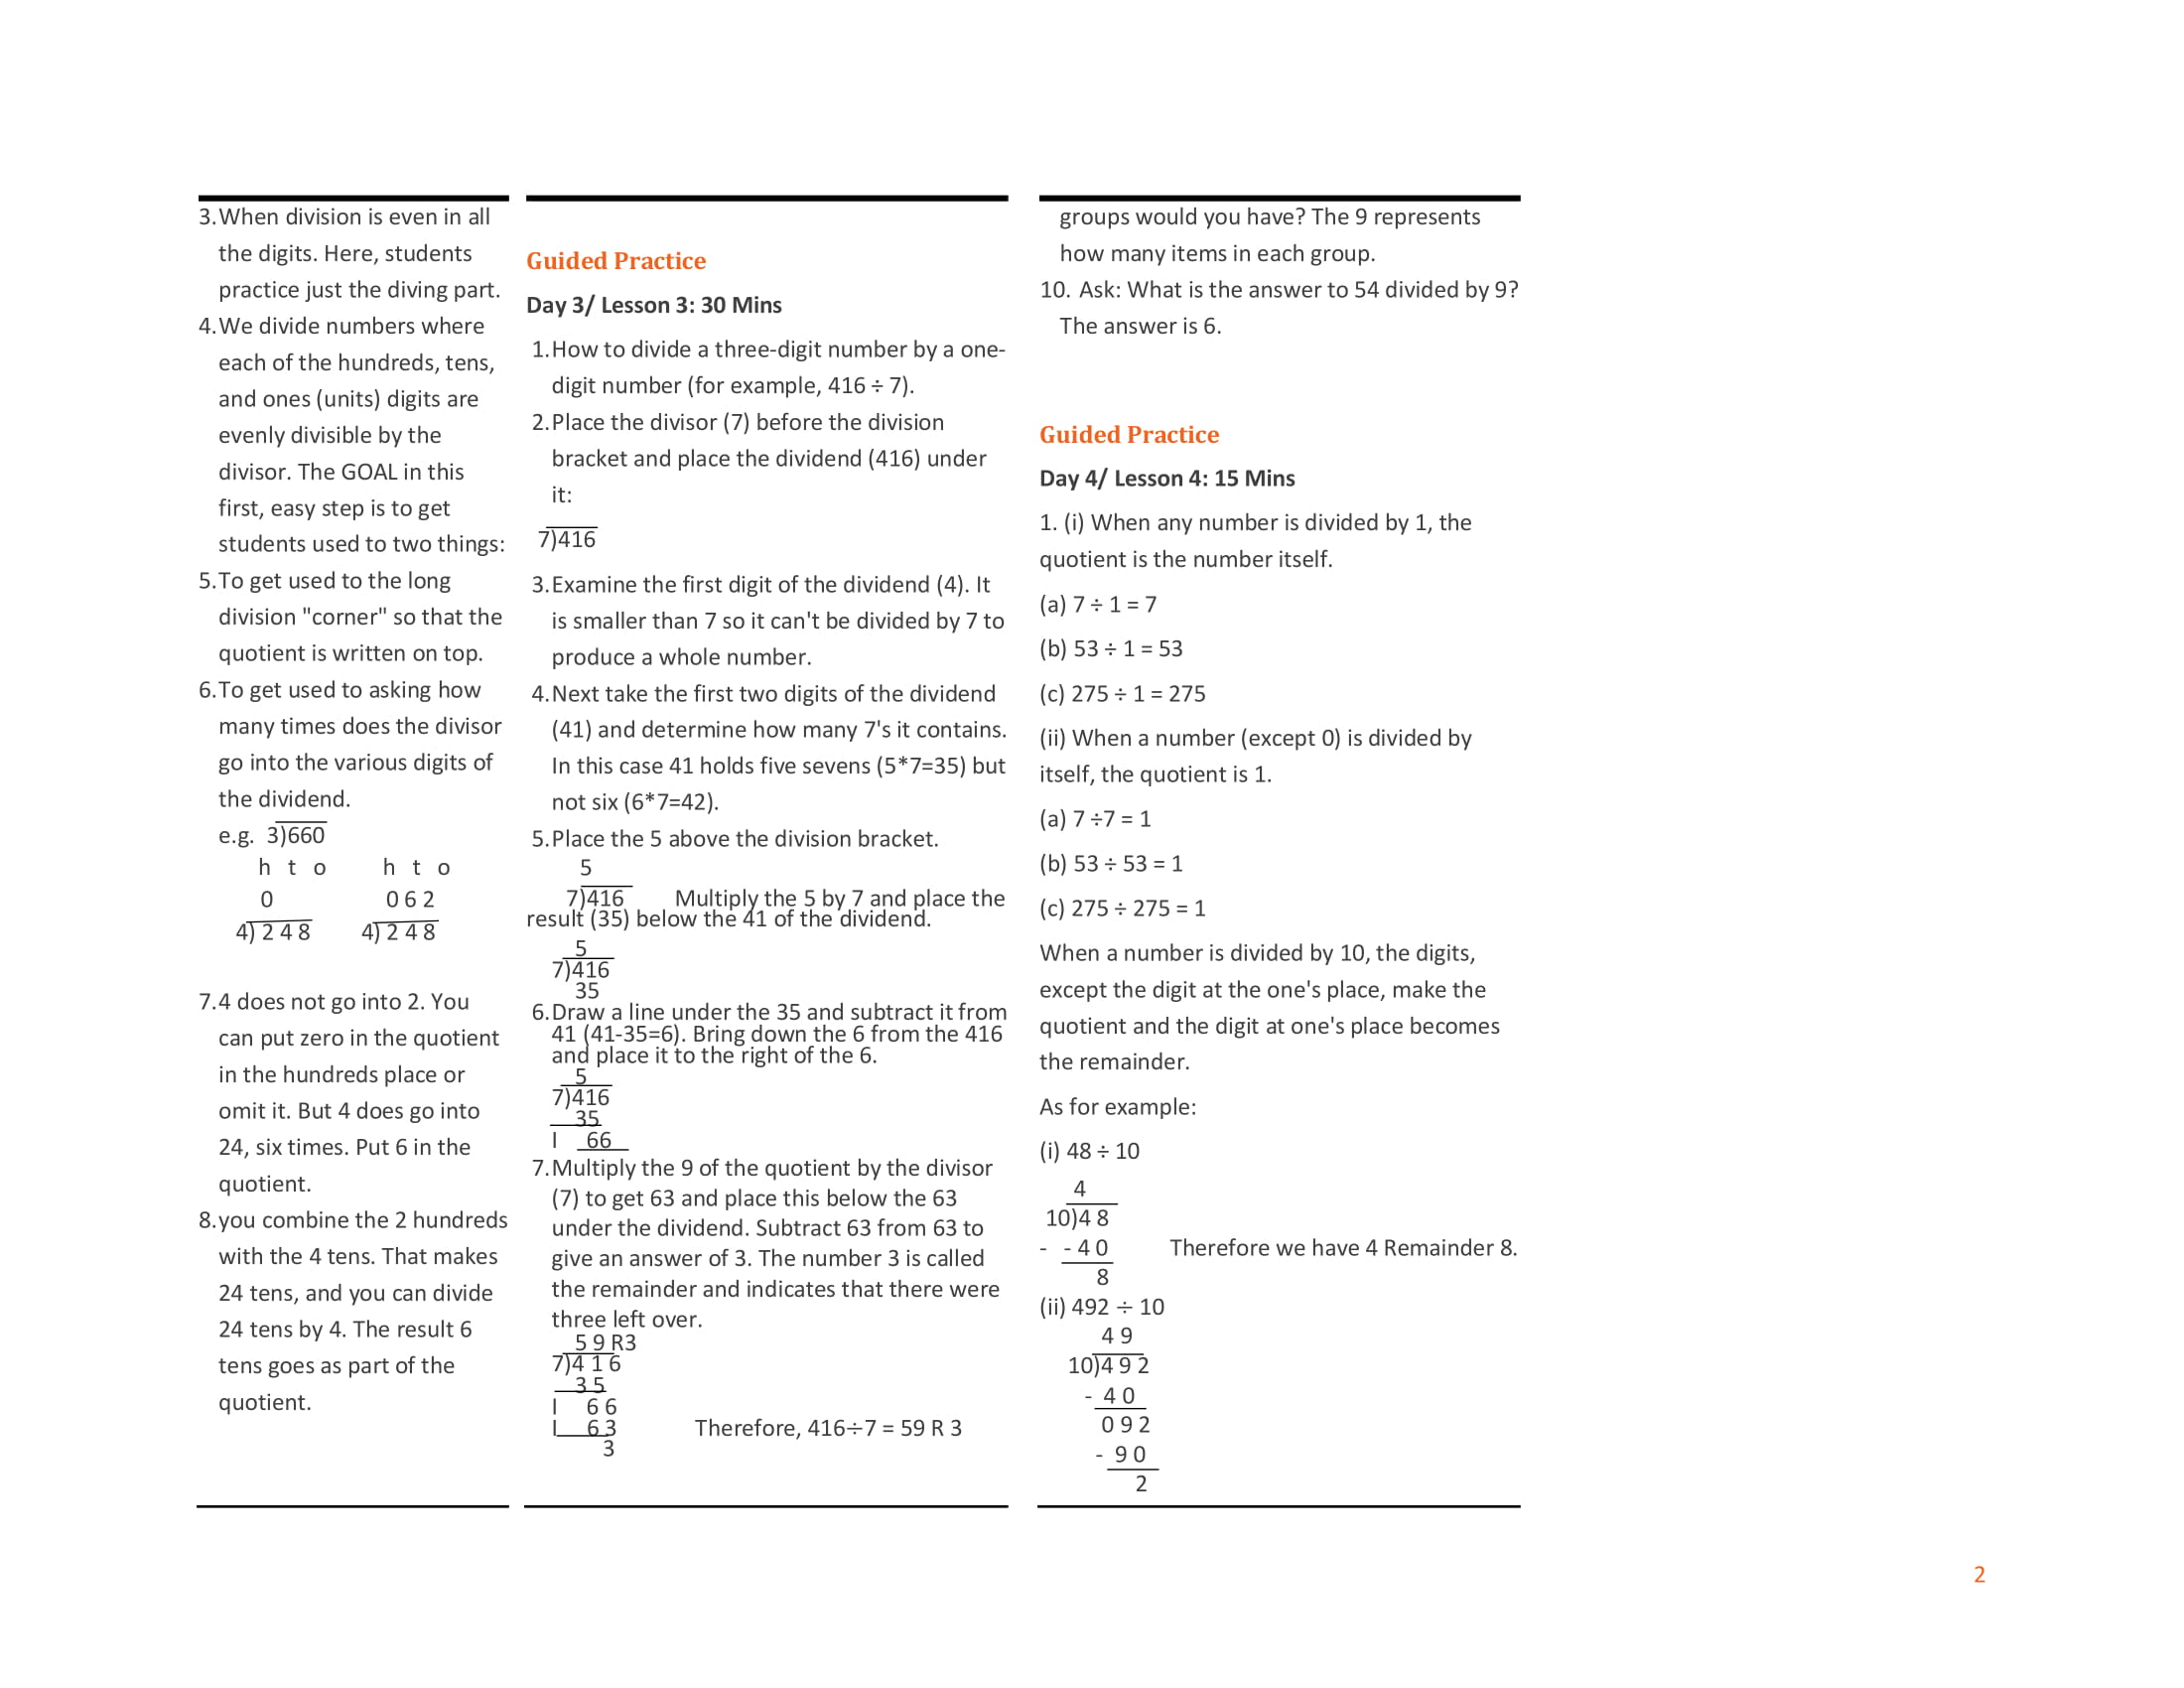 3.When division is even in all
the digits. Here, students
practice just the diving part.
4.We divide numbers where
each of the hundreds, tens,
and ones (units) digits are
evenly divisible by the
divisor. The GOAL in this
first, easy step is to get
students used to two things:
5.To get used to the long
division "corner" so that the
quotient is written on top.
6.To get used to asking how
many times does the divisor
go into the various digits of
the dividend.
e.g. 3)660
h t o h t o
0 0 6 2
4) 2 4 8 4) 2 4 8
7.4 does not go into 2. You
can put zero in the quotient
in the hundreds place or
omit it. But 4 does go into
24, six times. Put 6 in the
quotient.
8.you combine the 2 hundreds
with the 4 tens. That makes
24 tens, and you can divide
24 tens by 4. The result 6
tens goes as part of the
quotient.
Guided Practice
Day 3/ Lesson 3: 30 Mins
1.How to divide a three-digit number by a one-
digit number (for example, 416 ÷ 7).
2.Place the divisor (7) before the division
bracket and place the dividend (416) under
it:
7)416
3.Examine the first digit of the dividend (4). It
is smaller than 7 so it can't be divided by 7 to
produce a whole number.
4.Next take the first two digits of the dividend
(41) and determine how many 7's it contains.
In this case 41 holds five sevens (5*7=35) but
not six (6*7=42).
5.Place the 5 above the division bracket.
5
7)416 Multiply the 5 by 7 and place the
result (35) below the 41 of the dividend.
5
7)416
35
6.Draw a line under the 35 and subtract it from
41 (41-35=6). Bring down the 6 from the 416
and place it to the right of the 6.
5
7)416
35
l 66
7.Multiply the 9 of the quotient by the divisor
(7) to get 63 and place this below the 63
under the dividend. Subtract 63 from 63 to
give an answer of 3. The number 3 is called
the remainder and indicates that there were
three left over.
5 9 R3
7)4 1 6
3 5
l 6 6
l 6 3 Therefore, 416÷7 = 59 R 3
3
groups would you have? The 9 represents
how many items in each group.
10. Ask: What is the answer to 54 divided by 9?
The answer is 6.
Guided Practice
Day 4/ Lesson 4: 15 Mins
1. (i) When any number is divided by 1, the
quotient is the number itself.
(a) 7 ÷ 1 = 7
(b) 53 ÷ 1 = 53
(c) 275 ÷ 1 = 275
(ii) When a number (except 0) is divided by
itself, the quotient is 1.
(a) 7 ÷7 = 1
(b) 53 ÷ 53 = 1
(c) 275 ÷ 275 = 1
When a number is divided by 10, the digits,
except the digit at the one's place, make the
quotient and the digit at one's place becomes
the remainder.
As for example:
(i) 48 ÷ 10
4
10)4 8
- - 4 0 Therefore we have 4 Remainder 8.
8
(ii) 492 ÷ 10
4 9
10)4 9 2
- 4 0
0 9 2
- 9 0
2
2